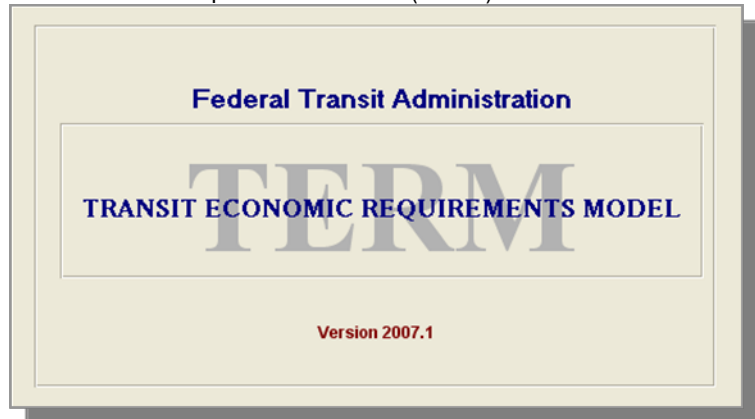 Federal Transit Administration
TERM
TRANSIT ECONOMIC REQUIREMENTS MODEL
Version 2007.1